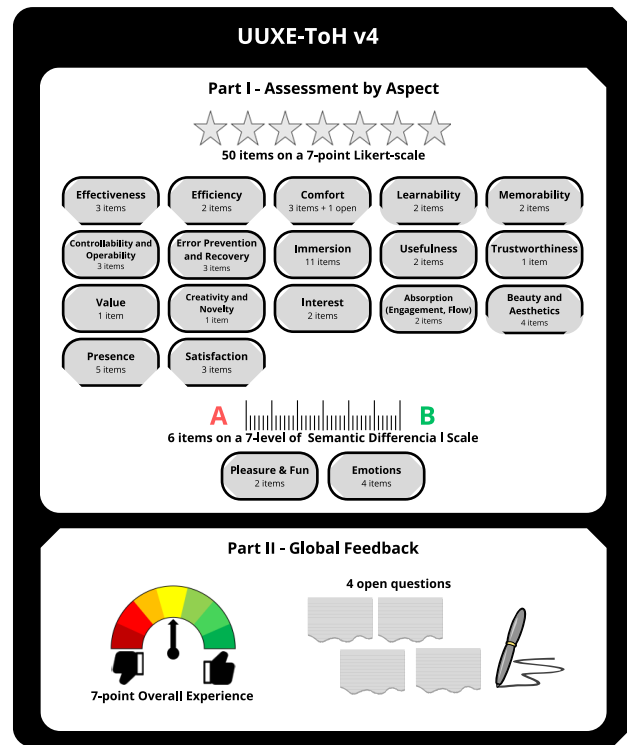 UUXE-ToH v4
Part I - Assessment by Aspect
50 items on a 7-point Likert-scale
Effectiveness
3 items
Efficiency
2 items
Comfort
3 items + 1 open
Learnability
2 items
Memorability
2 items
Controllability and
Operability
3 items
Error Prevention
and Recovery
3 items
Immersion
11 items
Usefulness
2 items
Trustworthiness
1 item
Value
1 item
Creativity and
Novelty
1 item
Interest
2 items
Absorption
(Engagement, Flow)
2 items
Beauty and
Aesthetics
4 items
Presence
5 items
Satisfaction
3 items
A
B
6 items on a 7-level of Semantic Differencia l Scale
Pleasure & Fun
2 items
Emotions
4 items
Part II - Global Feedback
4 open questions
7-point Overall Experience